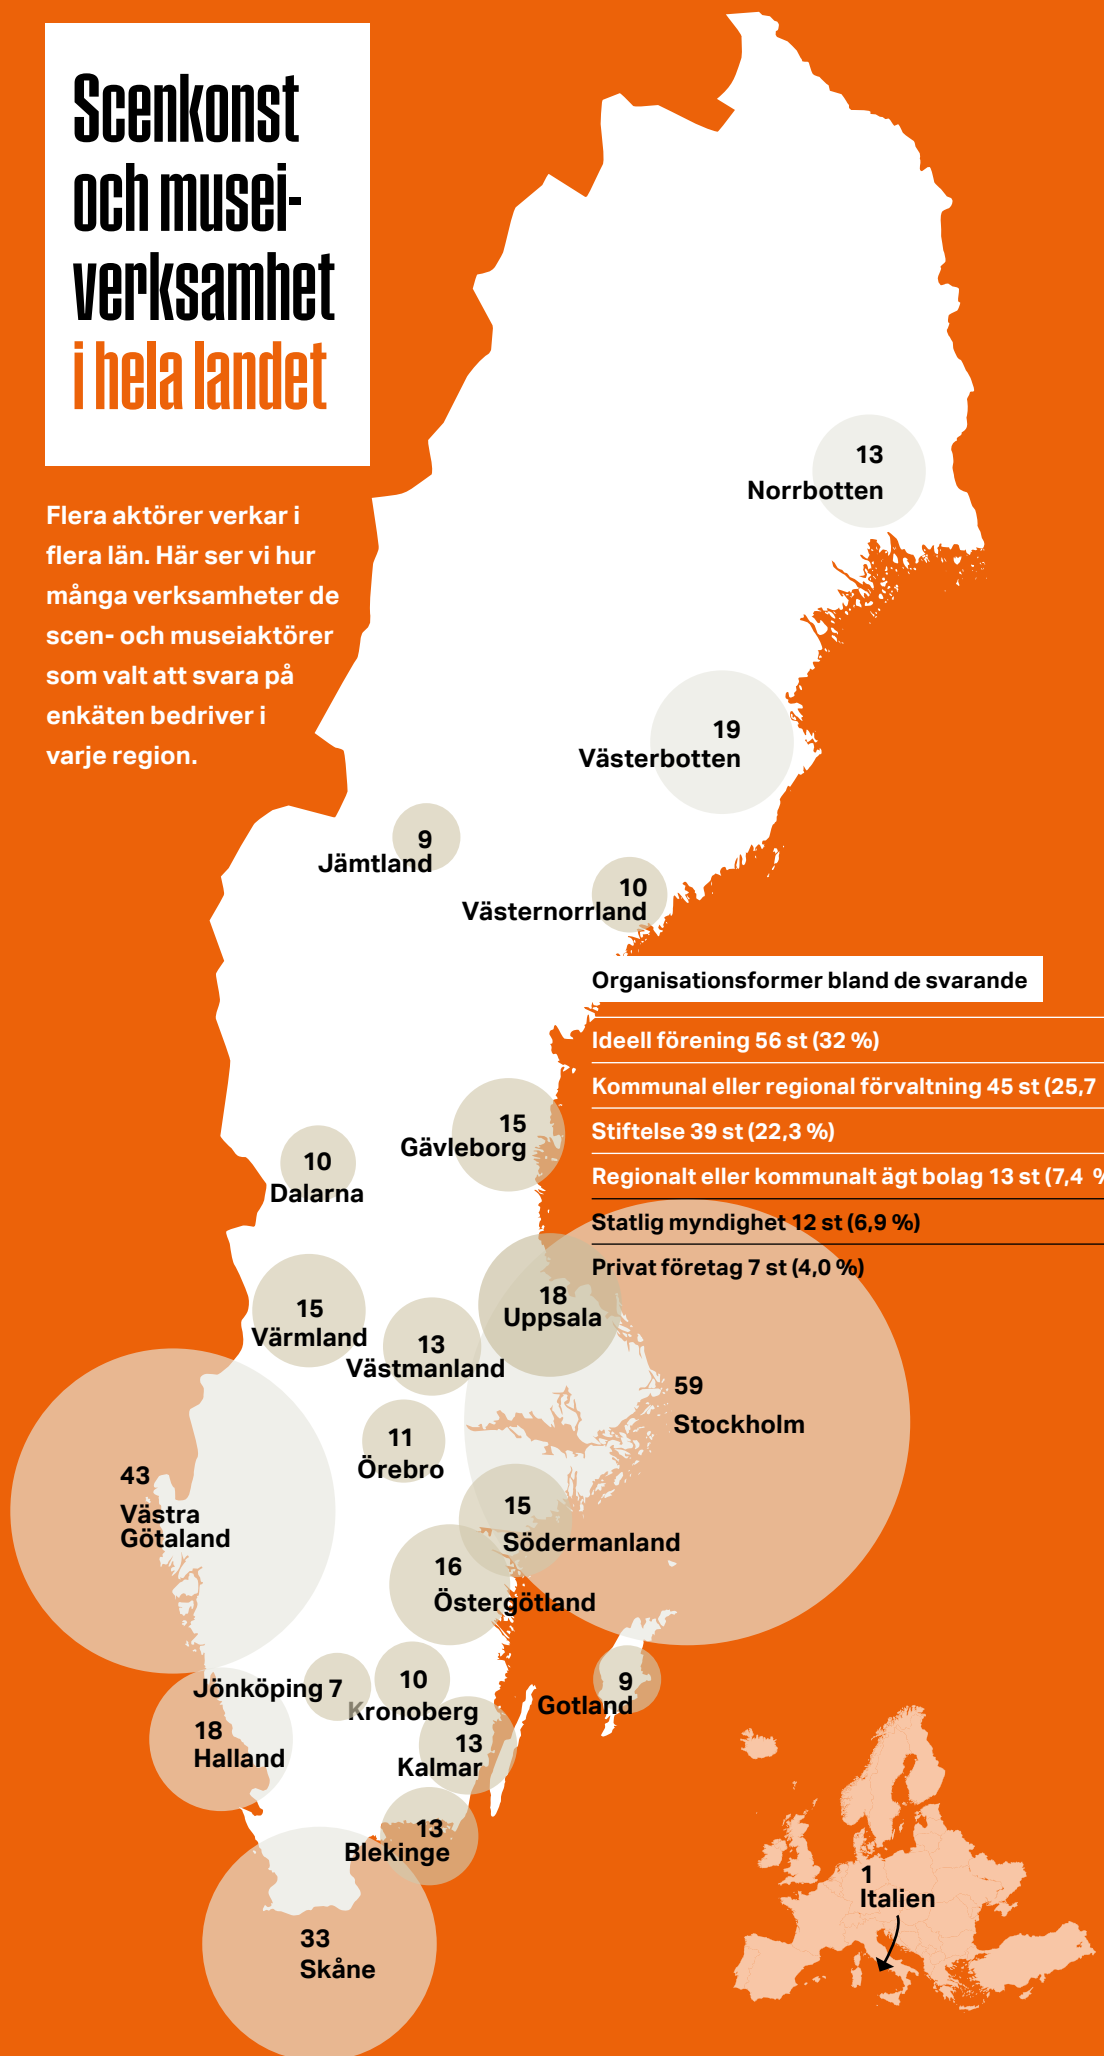 Scenkonst
och musei-
verksamhet
i hela landet
Flera aktörer verkar i
flera län. Här ser vi hur
många verksamheter de
scen- och museiaktörer
som valt att svara på
enkäten bedriver i
varje region.
13
Norrbotten
19
Västerbotten
9
Jämtland
10
Västernorrland
Organisationsformer bland de svarande
Ideell förening 56 st (32 %)
Kommunal eller regional förvaltning 45 st (25,7
Stiftelse 39 st (22,3 %)
Regionalt eller kommunalt ägt bolag 13 st (7,4 %
Statlig myndighet 12 st (6,9 %)
Privat företag 7 st (4,0 %)
15
Gävleborg
10
Dalarna
18
Uppsala
15
Värmland
13
Västmanland
59
Stockholm
11
Örebro
43
Västra
Götaland
15
Södermanland
16
Östergötland
Jönköping 7
10
Kronoberg
9
Gotland
18
Halland
13
Kalmar
13
Blekinge
1
Italien
33
Skåne